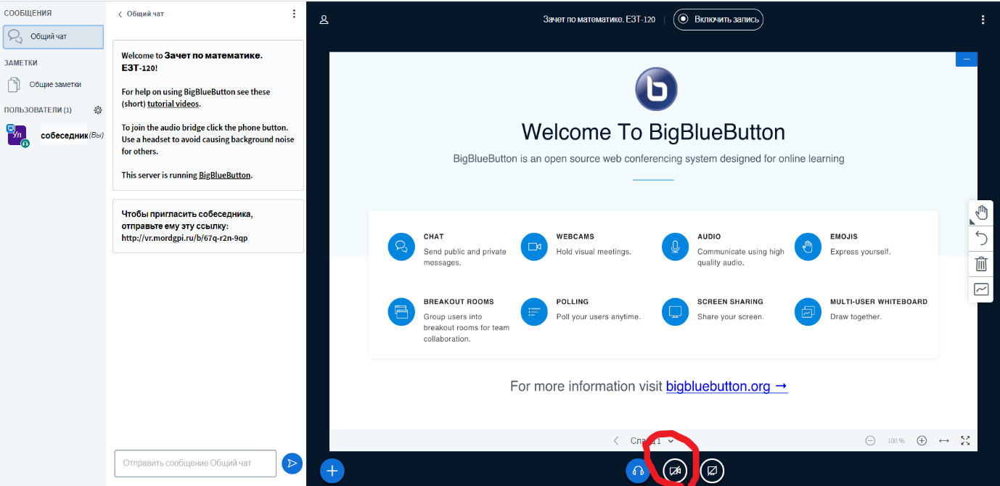 СООБЩЕНИЯ
Общий чат
ЗАМЕТКИ
Общие заметки
ПОЛЬЗОВАТЕЛИ (1)
Ул
собеседник (Вы)
Общий чат
Welcome to Зачет по математике.
ЕЗТ-120!
For help on using BigBlueButton see these
(short) tutorial videos.
To join the audio bridge click the phone button.
Use a headset to avoid causing background noise
for others.
This server is running BigBlueButton.
Чтобы пригласить собеседника,
отправьте ему эту ссылку:
http://vr.mordgpi.ru/b/67q-r2n-9qp
Отправить сообщение Общий чат
Зачет по математике. ЕЗТ-120
Включить запись
Welcome To BigBlueButton
BigBlueButton is an open source web conferencing system designed for online learning
CHAT
Send public and private
messages.
WEBCAMS
Hold visual meetings.
AUDIO
Communicate using high
quality audio.
EMOJIS
Express yourself.
BREAKOUT ROOMS
Group users into
breakout rooms for team
collaboration.
POLLING
Poll your users anytime.
SCREEN SHARING
Share your screen.
MULTI-USER WHITEBOARD
Draw together.
For more information visit bigbluebutton.org →
Слайд 1
100 %